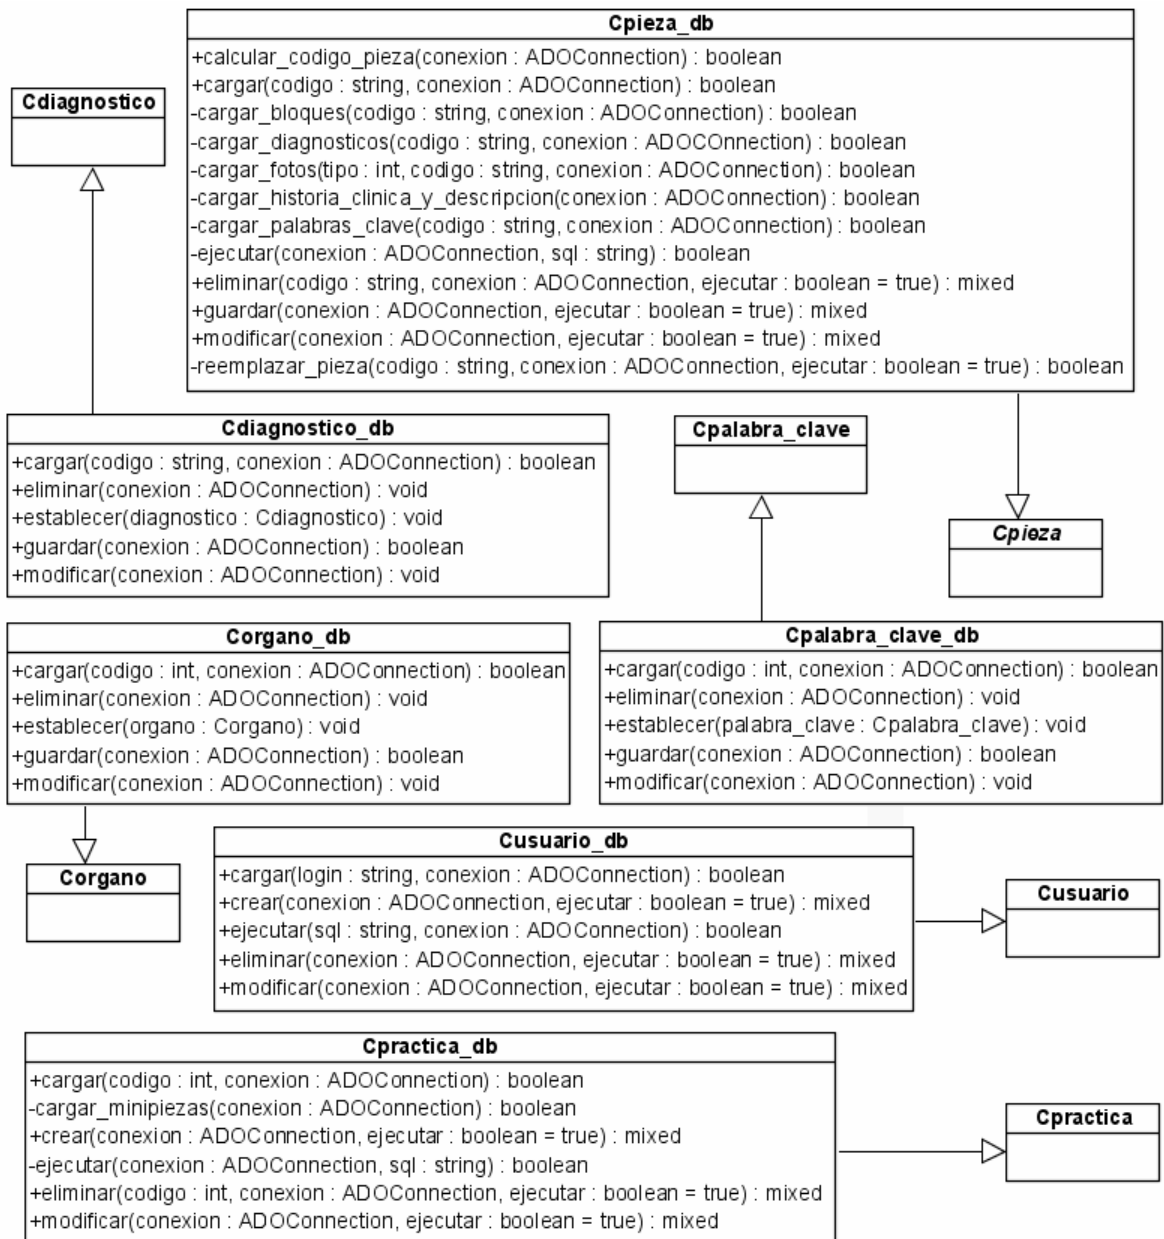 Cpieza_db
+calcular_codigo_pieza(conexion : ADOConnection) : boolean
+cargar(codigo : string, conexion : ADOConnection) : boolean
-cargar_bloques(codigo : string, conexion : ADOConnection) : boolean
-cargar_diagnosticos(codigo : string, conexion : ADOCOnnection) : boolean
-cargar_fotos(tipo : int, codigo : string, conexion : ADOConnection) : boolean
-cargar_historia_clinica_y_descripcion(conexion : ADOConnection) : boolean
-cargar_palabras_clave(codigo : string, conexion : ADOConnection) : boolean
-ejecutar(conexion : ADOConnection, sql : string) : boolean
+eliminar(codigo : string, conexion : ADOConnection, ejecutar : boolean = true) : mixed
+guardar(conexion : ADOConnection, ejecutar : boolean = true) : mixed
+modificar(conexion : ADOConnection, ejecutar : boolean = true) : mixed
-reemplazar_pieza(codigo : string, conexion : ADOConnection, ejecutar : boolean = true) : boolean
Cdiagnostico
Cdiagnostico_db
+cargar(codigo : string, conexion : ADOConnection) : boolean
+eliminar(conexion : ADOConnection) : void
+establecer(diagnostico : Cdiagnostico) : void
+guardar(conexion : ADOConnection) : boolean
+modificar(conexion : ADOConnection) : void
Cpalabra_clave
Cpieza
Corgano_db
+cargar(codigo : int, conexion : ADOConnection) : boolean
+eliminar(conexion : ADOConnection) : void
+establecer(organo : Corgano) : void
+guardar(conexion : ADOConnection) : boolean
+modificar(conexion : ADOConnection) : void
Cpalabra_clave_db
+cargar(codigo : int, conexion : ADOConnection) : boolean
+eliminar(conexion : ADOConnection) : void
+establecer(palabra_clave : Cpalabra_clave) : void
+guardar(conexion : ADOConnection) : boolean
+modificar(conexion : ADOConnection) : void
Corgano
Cusuario_db
+cargar(login : string, conexion : ADOConnection) : boolean
+crear(conexion : ADOConnection, ejecutar : boolean = true) : mixed
+ejecutar(sql : string, conexion : ADOConnection) : boolean
+eliminar(conexion : ADOConnection, ejecutar : boolean = true) : mixed
+modificar(conexion : ADOConnection, ejecutar : boolean = true) : mixed
Cusuario
Cpractica_db
+cargar(codigo : int, conexion : ADOConnection) : boolean
-cargar_minipiezas(conexion : ADOConnection) : boolean
+crear(conexion : ADOConnection, ejecutar : boolean = true) : mixed
-ejecutar(conexion : ADOConnection, sql : string) : boolean
+eliminar(codigo : int, conexion : ADOConnection, ejecutar : boolean = true) : mixed
+modificar(conexion : ADOConnection, ejecutar : boolean = true) : mixed
Cpractica